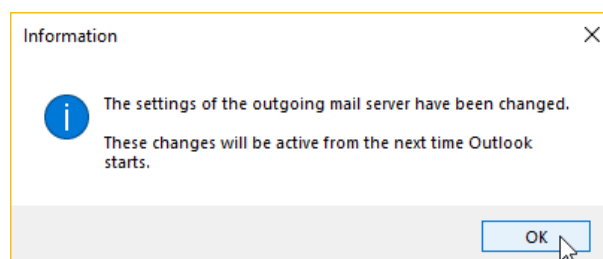 Information
The settings of the outgoing mail server have been changed.
These changes will be active from the next time Outlook
starts.
OK